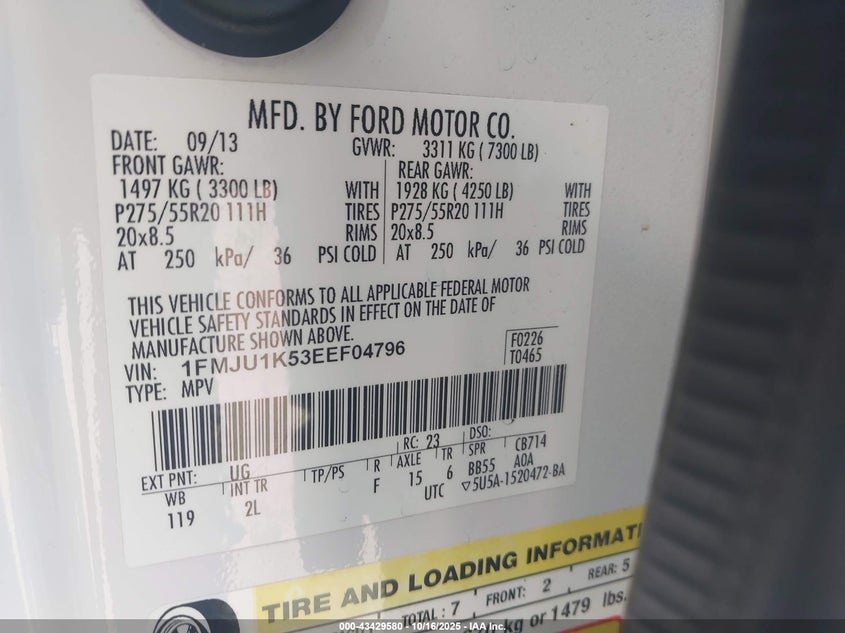 MFD. BY FORD MOTOR CO.
DATE: 09/13 GVWR: 3311 KG ( 7300 LB)
FRONT GAWR: REAR GAWR:
1497 KG ( 3300 LB) WITH 1928 KG ( 4250 LB) WITH
P275/55R20 111H TIRES P275/55R20 111H TIRES
20x8.5 RIMS 20x8.5 RIMS
AT 250 kPa/ 36 PSI COLD AT 250 kPa/ 36 PSI COLD
THIS VEHICLE CONFORMS TO ALL APPLICABLE FEDERAL MOTOR
VEHICLE SAFETY STANDARDS IN EFFECT ON THE DATE OF
MANUFACTURE SHOWN ABOVE.
VIN: 1FMJU1K53EEF04796 F0226
TYPE: MPV T0465
RC: 23 DSO: CB714
EXT PNT: UG TP/PS R AXLE TR SPR
WB INT TR F 15 6 BB55 AOA
119 2L UTC ▽5U5A-1520472-BA
TIRE AND LOADING INFORMATI
TOTAL : 7 FRONT: 2 REAR: 5
kg or 1479 lbs.
000-43429580 - 10/16/2025 - IAA Inc.